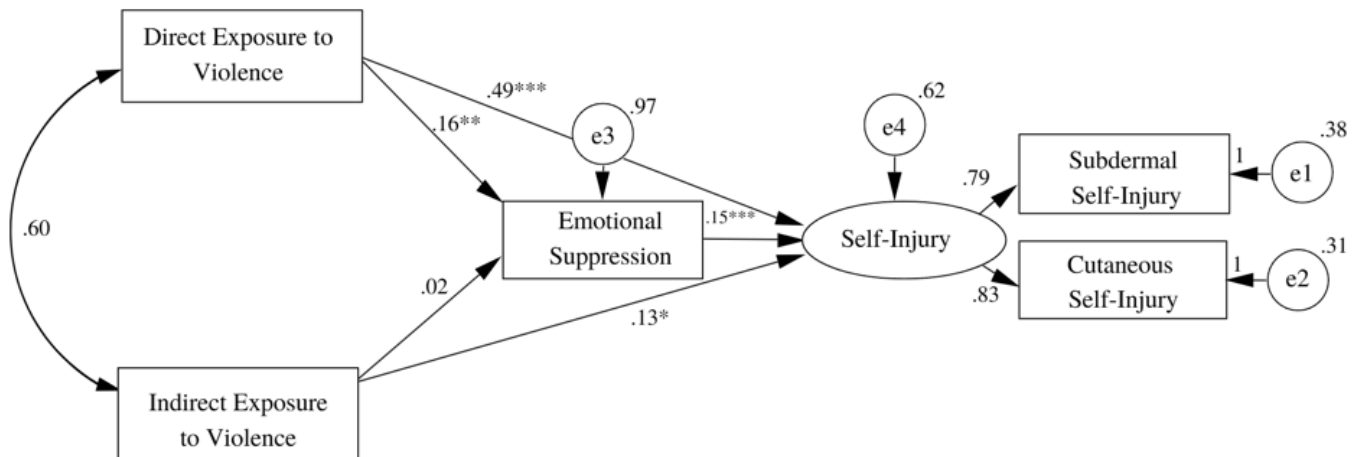 Direct Exposure to
Violence
.49***
.16**
.97
e3
.62
e4
.38
1
e1
Subdermal
Self-Injury
.79
.60
Emotional
Suppression
.15***
Self-Injury
.31
1
e2
Cutaneous
Self-Injury
.83
.02
.13*
Indirect Exposure
to Violence